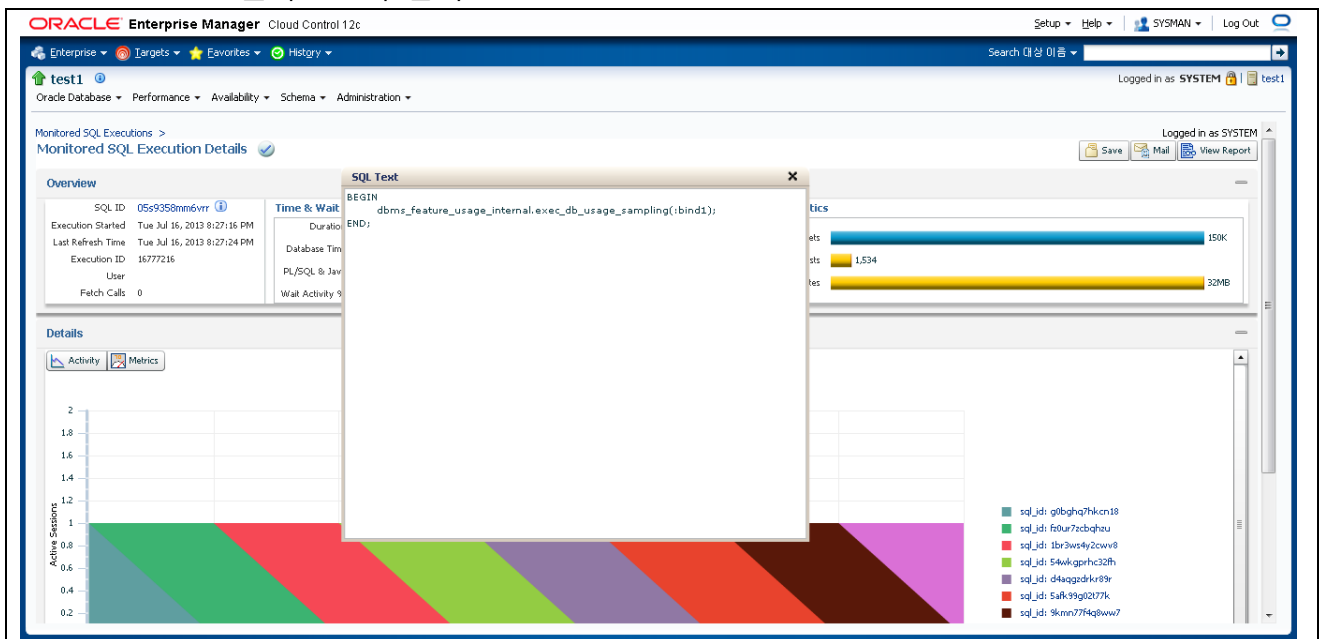 ORACLE Enterprise Manager Cloud Control 12c
Setup Help SYSMAN Log Out
Enterprise Targets Favorites History
Search 대상 이름
test1
Logged in as SYSTEM test1
Oracle Database Performance Availability Schema Administration
Monitored SQL Executions >
Logged in as SYSTEM
Monitored SQL Execution Details
Save Mail View Report
Overview
SQL ID 05s9358mm6vrr
Execution Started Tue Jul 16, 2013 8:27:16 PM
Last Refresh Time Tue Jul 16, 2013 8:27:24 PM
Execution ID 16777216
User
Fetch Calls 0
Time & Wait
Duratio
Database Tim
PL/SQL & Jav
Wait Activity %
SQL Text
BEGIN
dbms_feature_usage_internal.exec_db_usage_sampling(:bind1);
END;
tics
ets 150K
sts 1,534
tes 32MB
Details
Activity Metrics
Active Sessions
2
1.8
1.6
1.4
1.2
1
0.8
0.6
0.4
0.2
sql_id: g0bghq7hkcn18
sql_id: fz0ur7zcbqhzu
sql_id: 1br3ws4y2cwv8
sql_id: 54wkgprhc32fh
sql_id: d4aqgzdrkr89r
sql_id: 5afk99g02t77k
sql_id: 9kmn77f4q8ww7